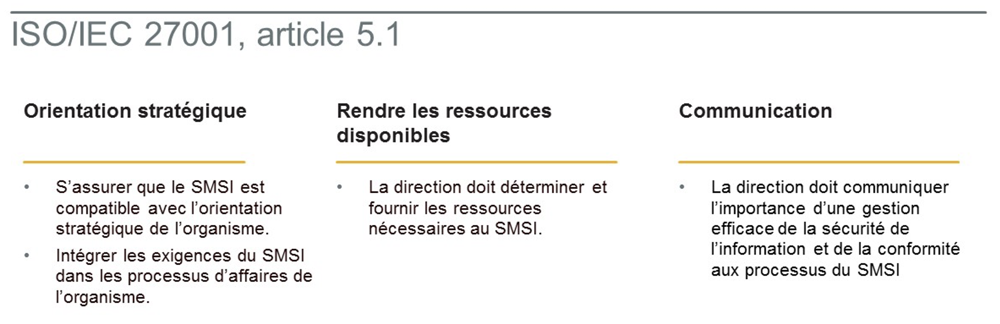 ISO/IEC 27001, article 5.1
Orientation stratégique
• S’assurer que le SMSI est
compatible avec l’orientation
stratégique de l’organisme.
• Intégrer les exigences du SMSI
dans les processus d’affaires de
l’organisme.
Rendre les ressources
disponibles
• La direction doit déterminer et
fournir les ressources
nécessaires au SMSI.
Communication
• La direction doit communiquer
l’importance d’une gestion
efficace de la sécurité de
l’information et de la conformité
aux processus du SMSI